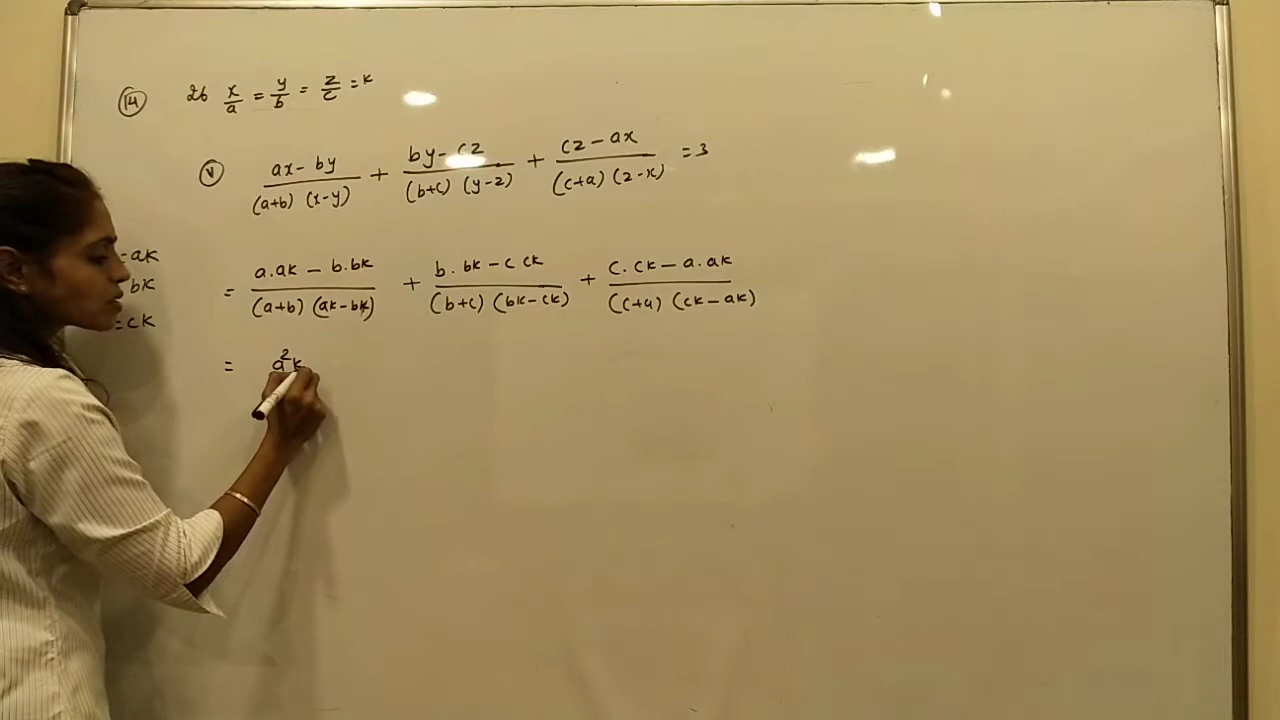 (14) 26 x/a = y/b = z/c = k
(v) ax - by / (a+b) (x-y) + by - cz / (b+c) (y-z) + cz - ax / (c+a) (z-x) = 3
= ak
bk
= ck
= a.ak - b.bk / (a+b) (ak-bk) + b.bk - c ck / (b+c) (bk-ck) + c.ck - a.ak / (c+a) (ck-ak)
= a²k